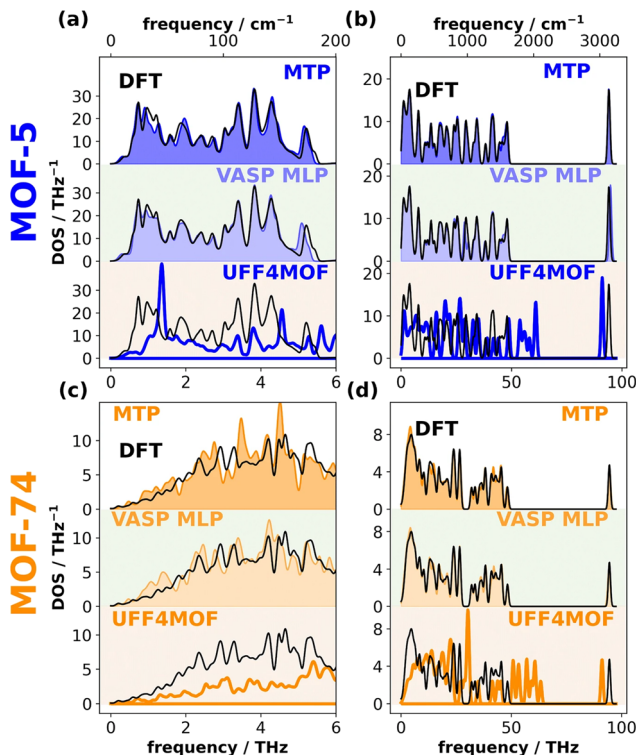 (a) frequency / cm⁻¹ (b) frequency / cm⁻¹
0 100 200 0 1000 2000 3000
MOF-5
DOS / THz⁻¹
DFT MTP DFT MTP
30 20
20 10
10 0
0
VASP MLP VASP MLP
30 20
20 10
10 0
0
UFF4MOF UFF4MOF
30 20
20 10
10 0
0
0 2 4 6 0 50 100
(c) (d)
MOF-74
DOS / THz⁻¹
MTP MTP
DFT DFT
10 8
5 4
0 0
VASP MLP VASP MLP
10 8
5 4
0 0
UFF4MOF UFF4MOF
10 8
5 4
0 0
0 2 4 6 0 50 100
frequency / THz frequency / THz